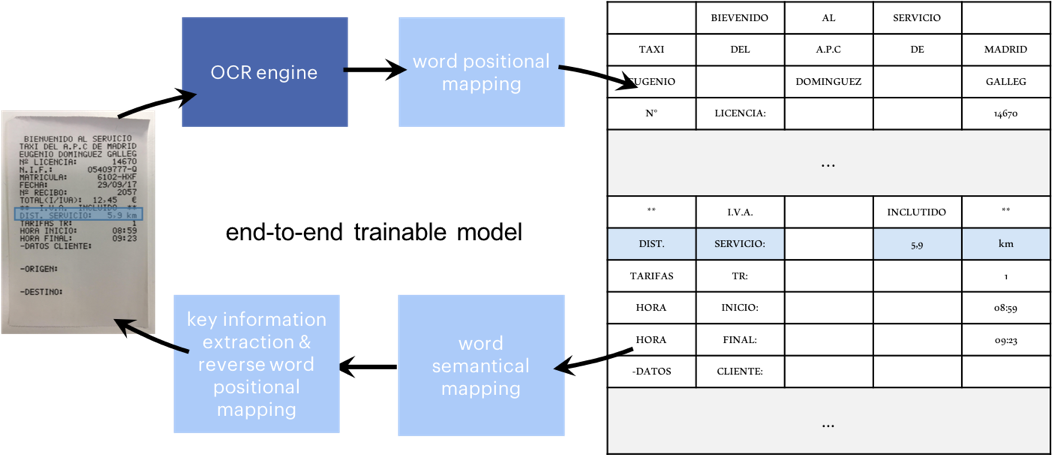 BIENVENIDO AL SERVICIO
TAXI DEL A.P.C DE MADRID
EUGENIO DOMINGUEZ GALLEG
Nº LICENCIA: 14670
N.I.F.: 05409777-Q
MATRICULA: 6102-HXF
FECHA: 29/09/17
Nº RECIBO: 2057
TOTAL(I/IVA): 12,45 €
** I.V.A. INCLUIDO **
DIST. SERVICIO: 5,9 km
TARIFAS TR: 1
HORA INICIO: 08:59
HORA FINAL: 09:23
-DATOS CLIENTE:
-ORIGEN:
-DESTINO:
OCR engine
word positional
mapping
end-to-end trainable model
key information
extraction &
reverse word
positional
mapping
word
semantical
mapping
BIEVENIDO AL SERVICIO
TAXI DEL A.P.C DE MADRID
EUGENIO DOMINGUEZ GALLEG
Nº LICENCIA: 14670
...
** I.V.A. INCLUTIDO **
DIST. SERVICIO: 5,9 km
TARIFAS TR: 1
HORA INICIO: 08:59
HORA FINAL: 09:23
-DATOS CLIENTE:
...